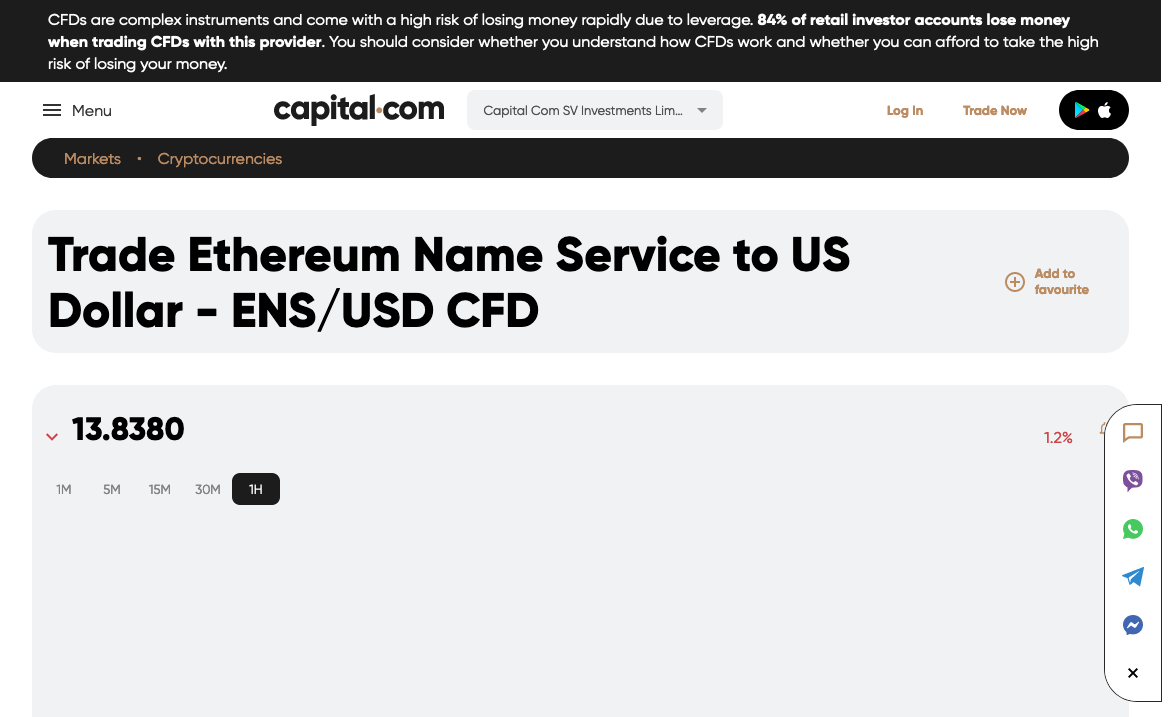 CFDs are complex instruments and come with a high risk of losing money rapidly due to leverage. 84% of retail investor accounts lose money
when trading CFDs with this provider. You should consider whether you understand how CFDs work and whether you can afford to take the high
risk of losing your money.
Menu
capital.com
Capital Com SV Investments Lim...
Log In
Trade Now
Markets • Cryptocurrencies
Trade Ethereum Name Service to US
Dollar - ENS/USD CFD
Add to
favourite
13.8380
1.2%
1M 5M 15M 30M 1H